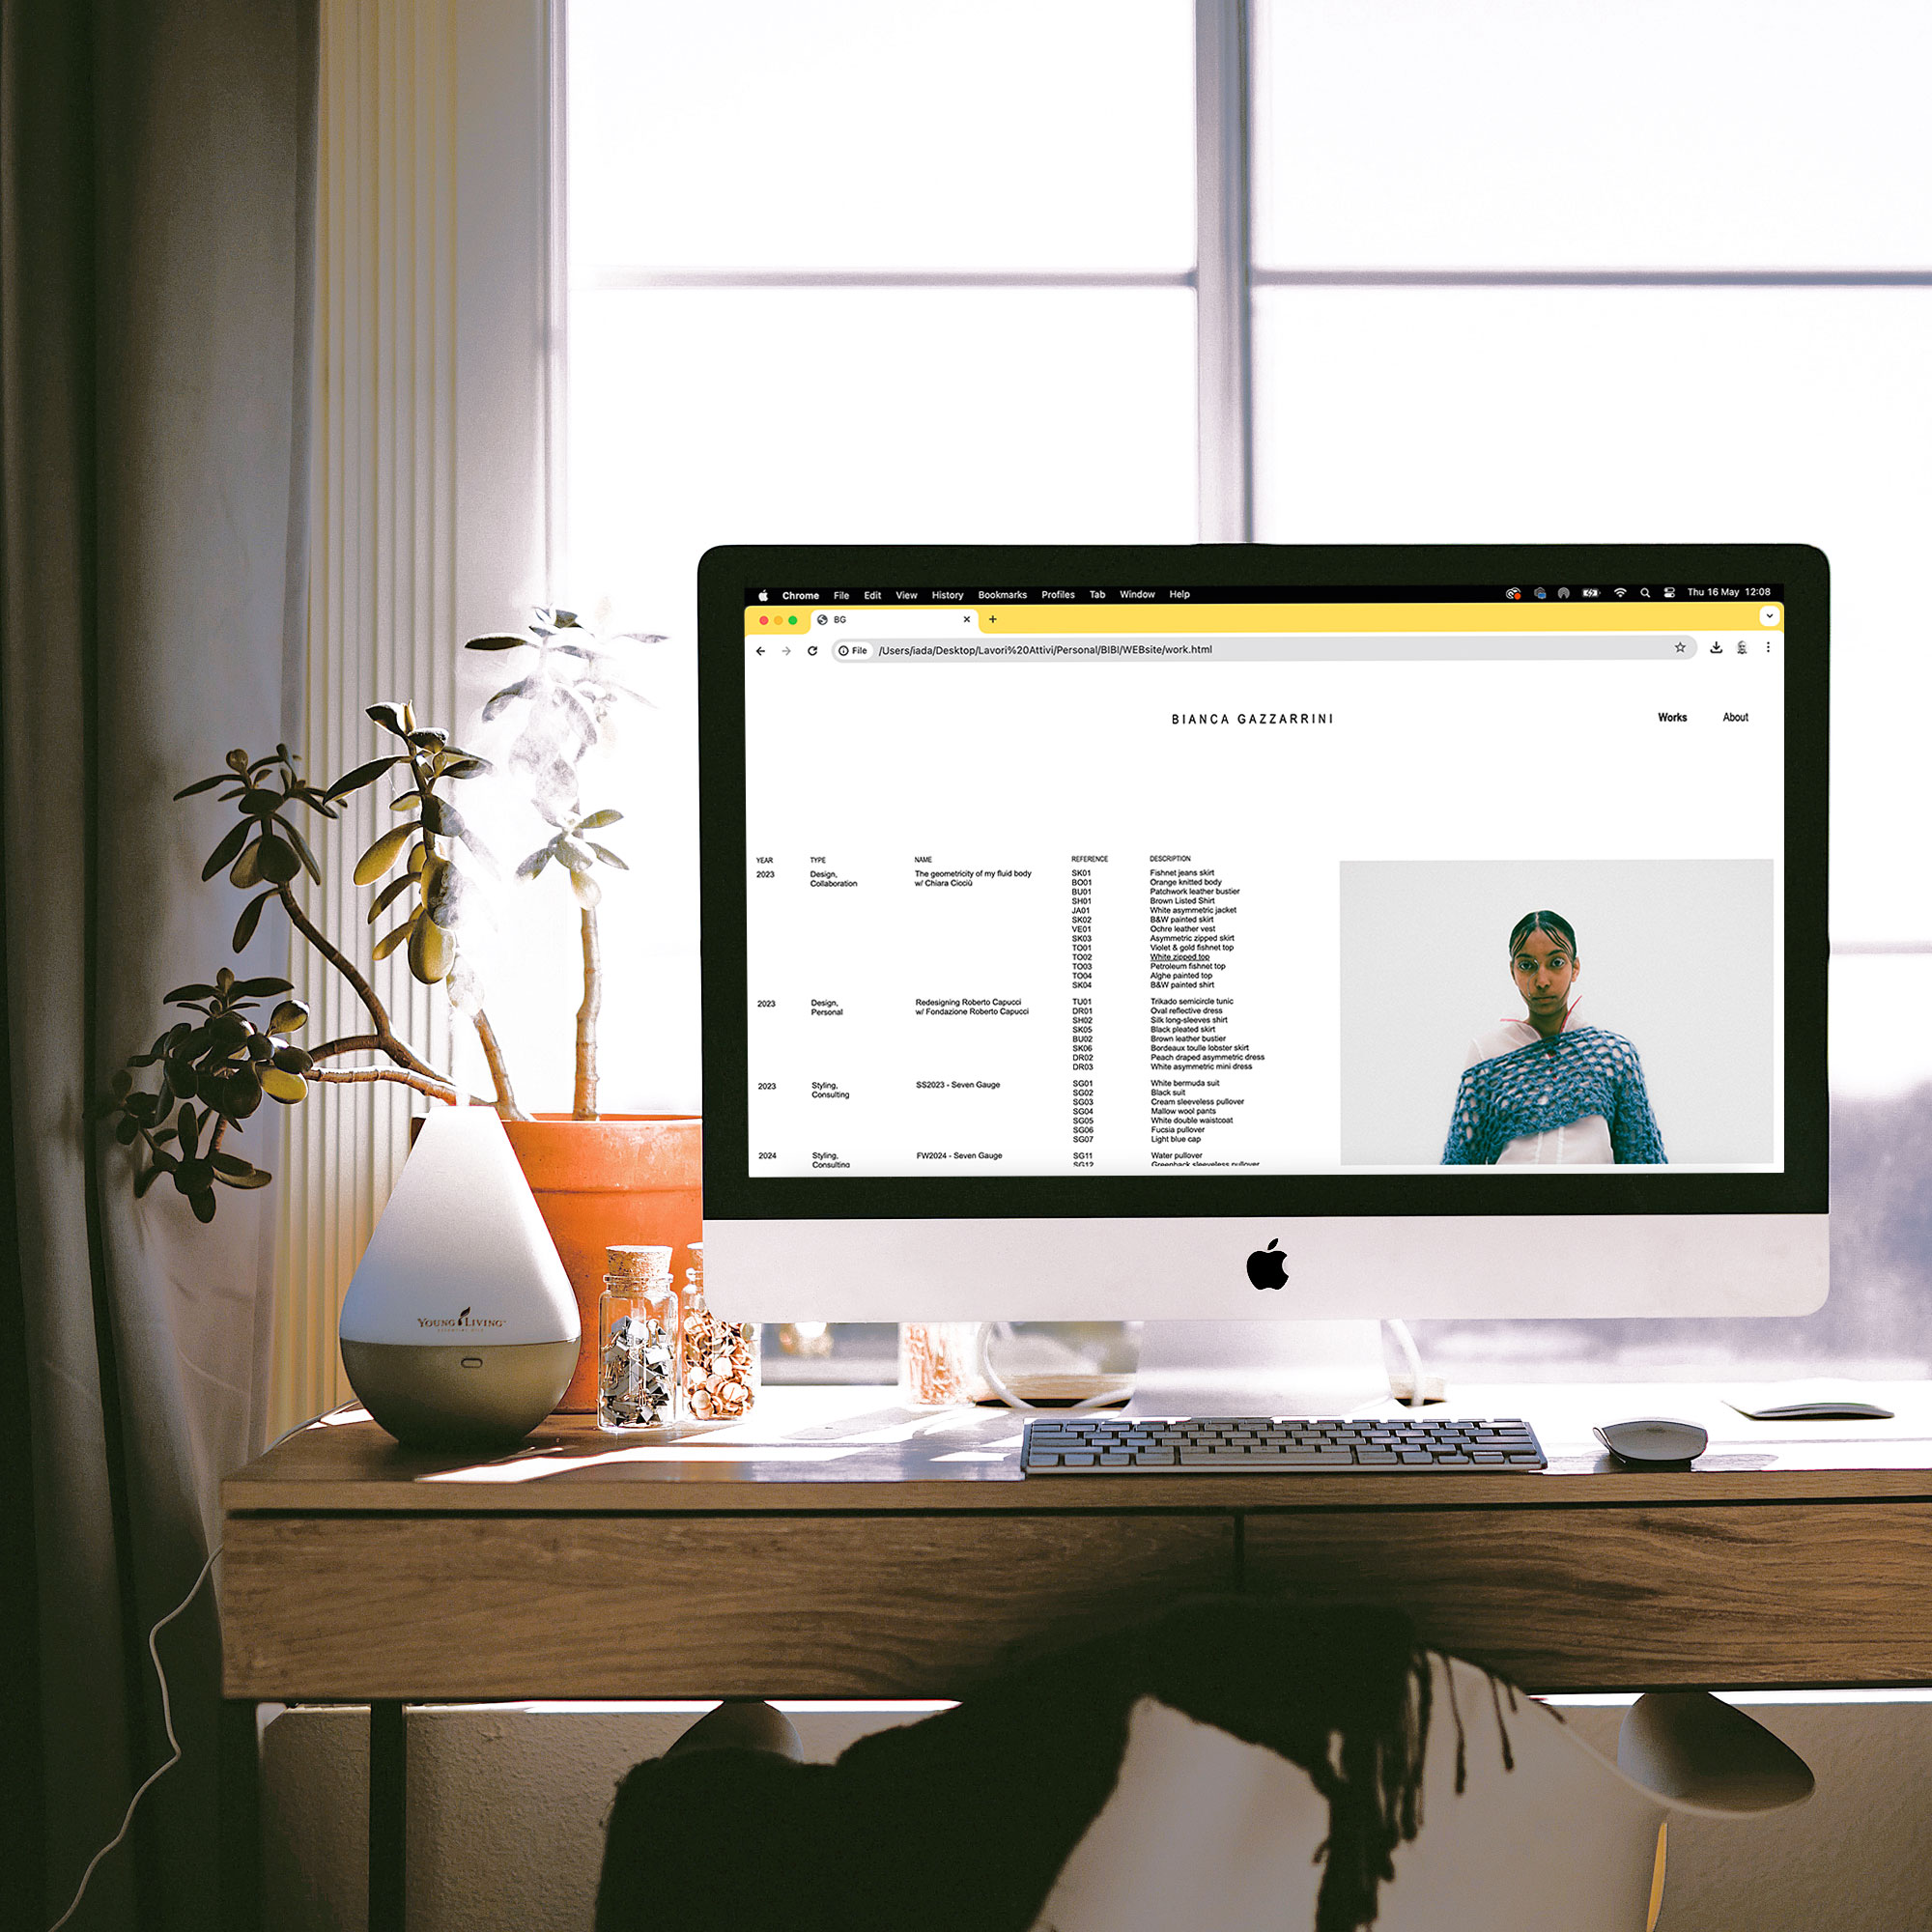 Chrome File Edit View History Bookmarks Profiles Tab Window Help Thu 16 May 12:08
BG
File /Users/iada/Desktop/Lavori%20Attivi/Personal/BIBI/WEBsite/work.html
BIANCA GAZZARRINI
Works About
YEAR TYPE NAME REFERENCE DESCRIPTION
2023 Design, The geometricity of my fluid body SK01 Fishnet jeans skirt
Collaboration w/ Chiara Cicciù BO01 Orange knitted body
BU01 Patchwork leather bustier
SH01 Brown Listed Shirt
JA01 White asymmetric jacket
SK02 B&W painted skirt
VE01 Ochre leather vest
SK03 Asymmetric zipped skirt
TO01 Violet & gold fishnet top
TO02 White zipped top
TO03 Petroleum fishnet top
TO04 Alghe painted top
SK04 B&W painted shirt
2023 Design, Redesigning Roberto Capucci TU01 Trikado semicircle tunic
Personal w/ Fondazione Roberto Capucci DR01 Oval reflective dress
SH02 Silk long-sleeves shirt
SK05 Black pleated skirt
BU02 Brown leather bustier
SK06 Bordeaux toulle lobster skirt
DR02 Peach draped asymmetric dress
DR03 White asymmetric mini dress
2023 Styling, SS2023 - Seven Gauge SG01 White bermuda suit
Consulting SG02 Black suit
SG03 Cream sleeveless pullover
SG04 Mallow wool pants
SG05 White double waistcoat
SG06 Fucsia pullover
SG07 Light blue cap
2024 Styling, FW2024 - Seven Gauge SG11 Water pullover
Consulting SG12 Greenback sleeveless pullover
YOUNG LIVING